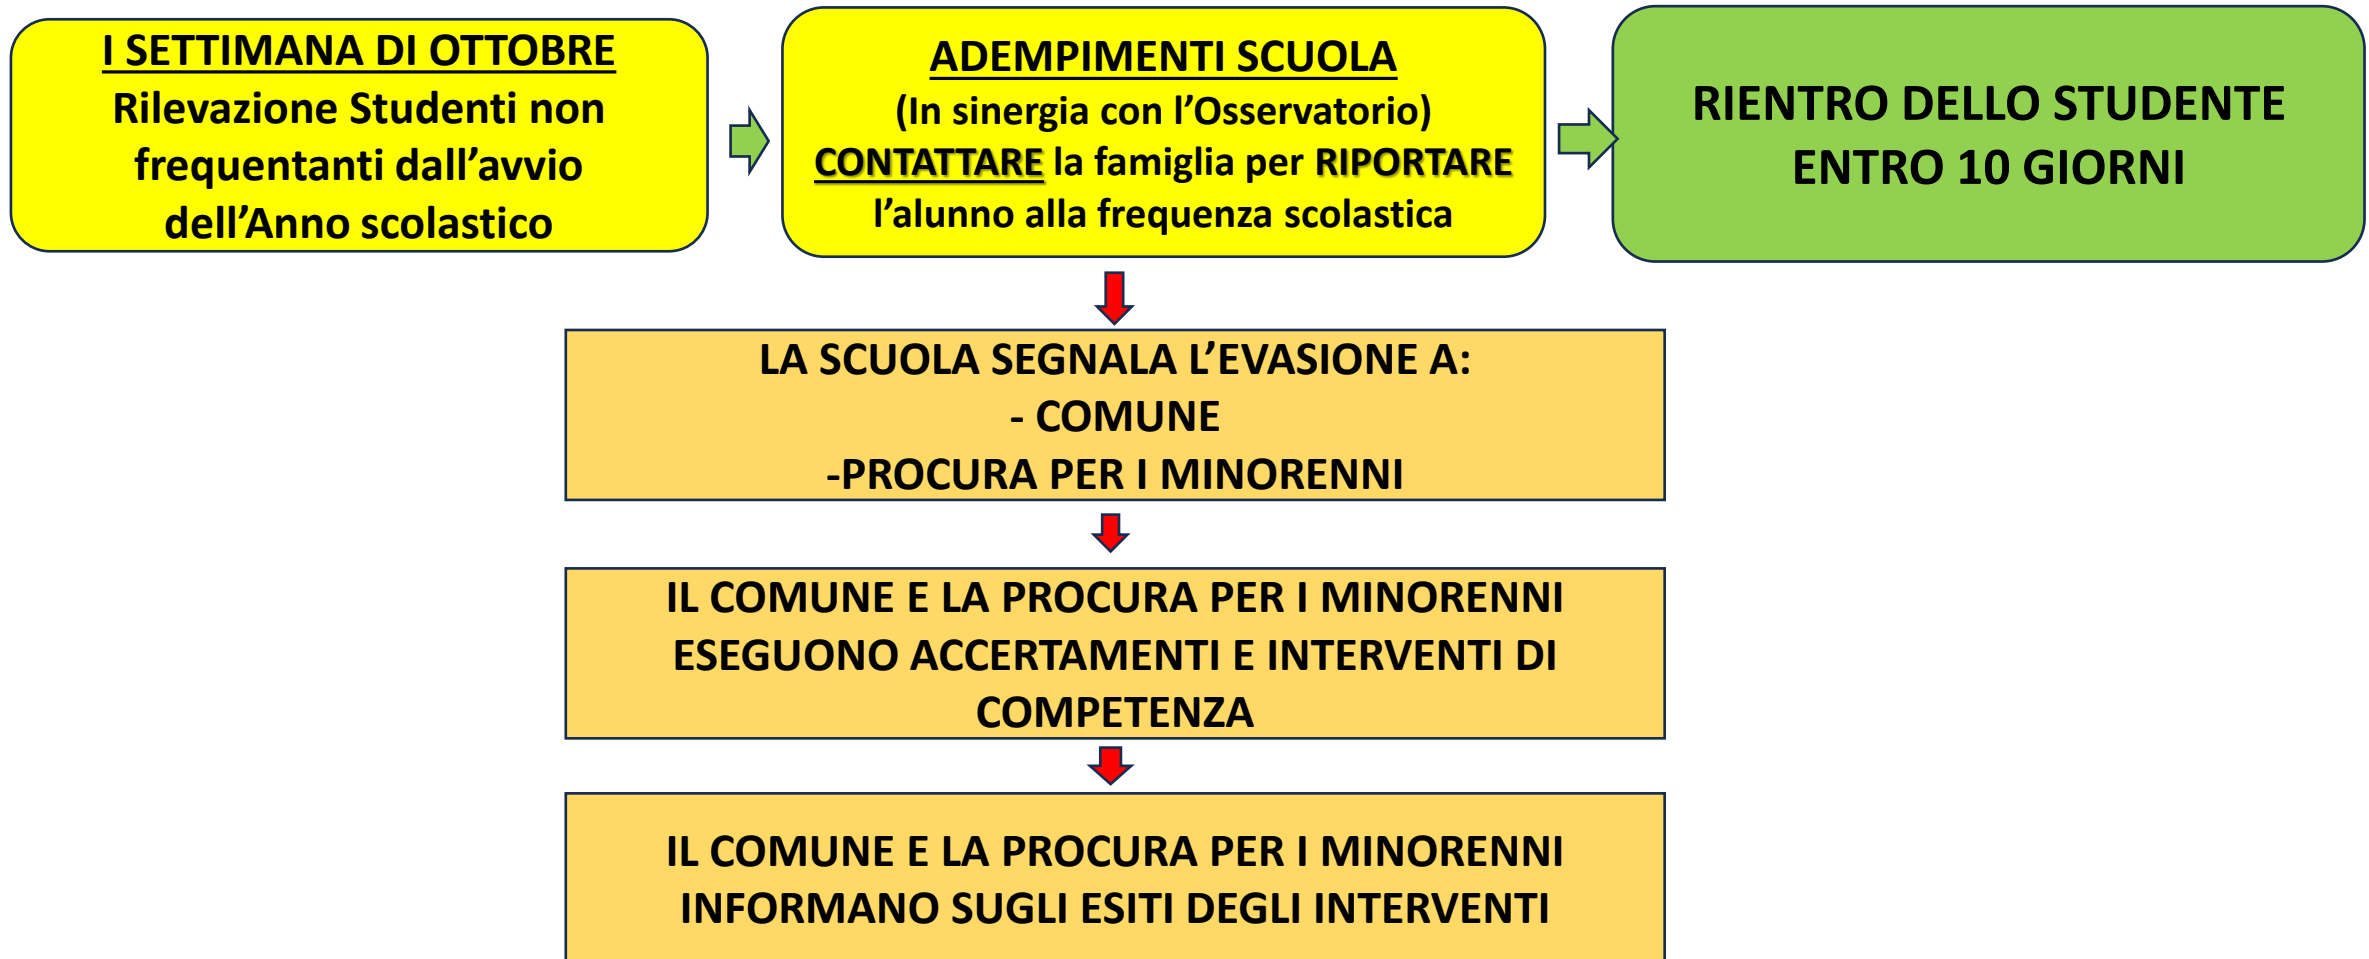 I SETTIMANA DI OTTOBRE
Rilevazione Studenti non
frequentanti dall’avvio
dell’Anno scolastico
ADEMPIMENTI SCUOLA
(In sinergia con l’Osservatorio)
CONTATTARE la famiglia per RIPORTARE
l’alunno alla frequenza scolastica
RIENTRO DELLO STUDENTE
ENTRO 10 GIORNI
LA SCUOLA SEGNALA L’EVASIONE A:
- COMUNE
-PROCURA PER I MINORENNI
IL COMUNE E LA PROCURA PER I MINORENNI
ESEGUONO ACCERTAMENTI E INTERVENTI DI
COMPETENZA
IL COMUNE E LA PROCURA PER I MINORENNI
INFORMANO SUGLI ESITI DEGLI INTERVENTI